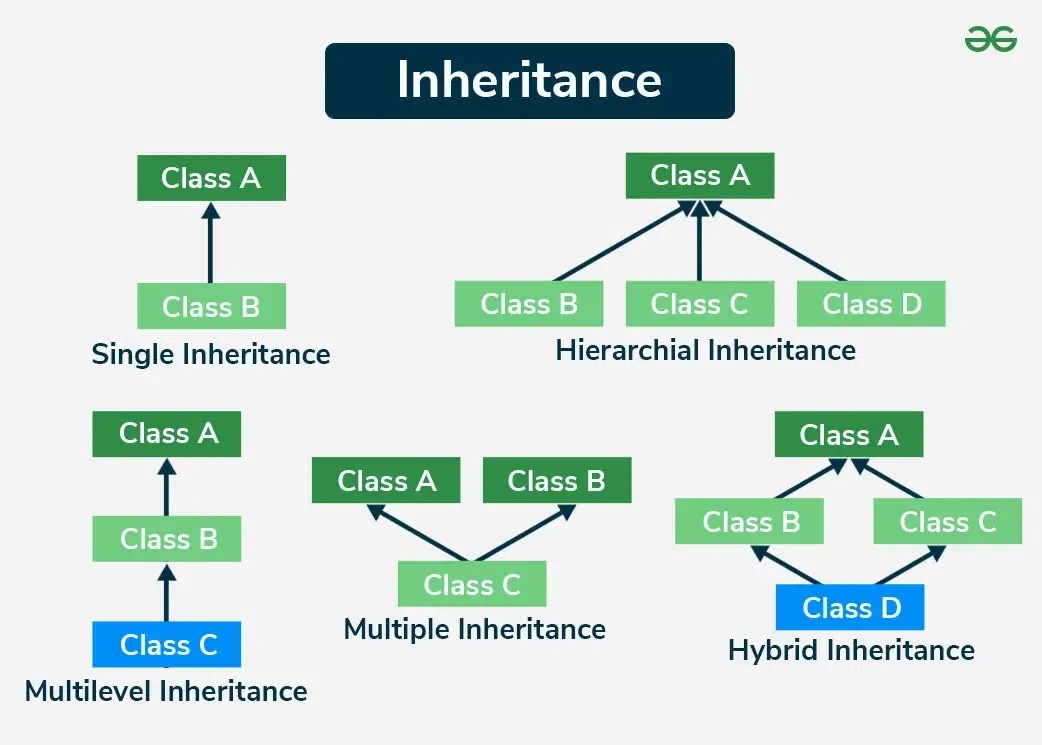 Inheritance
Class A
Class B
Single Inheritance
Class A
Class B
Class C
Class D
Hierarchial Inheritance
Class A
Class B
Class C
Multilevel Inheritance
Class A
Class B
Class C
Multiple Inheritance
Class A
Class B
Class C
Class D
Hybrid Inheritance